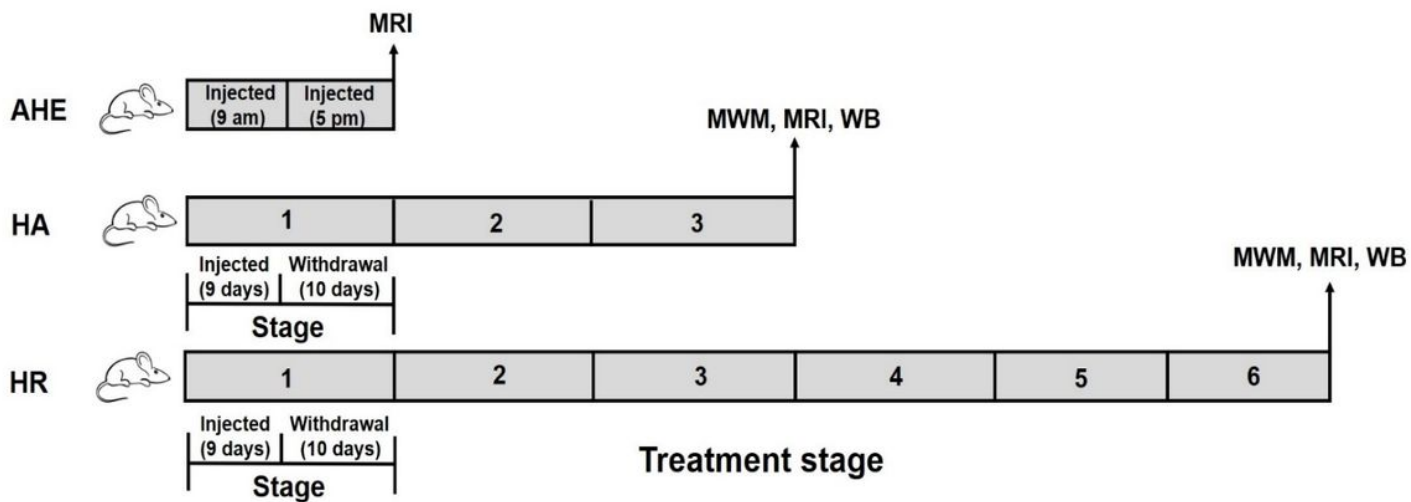 MRI
AHE
Injected
(9 am)
Injected
(5 pm)
MWM, MRI, WB
HA
1
2
3
Injected
(9 days)
Withdrawal
(10 days)
Stage
MWM, MRI, WB
HR
1
2
3
4
5
6
Injected
(9 days)
Withdrawal
(10 days)
Stage
Treatment stage